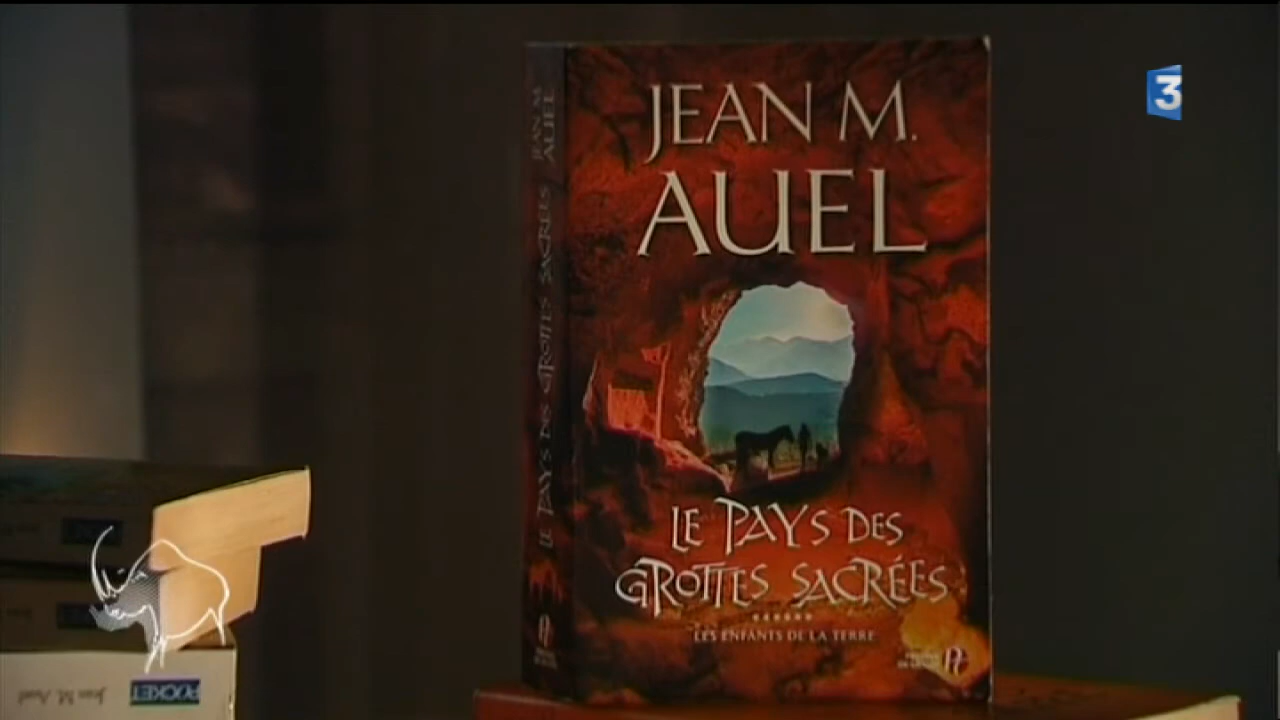 3
JEAN M.
AUEL
LE PAYS DES
GROTTES SACRÉES
******
LES ENFANTS DE LA TERRE
JEAN M.
AUEL
LE PAYS DES GROTTES SACRÉES
POCKET
Jean M. Auel